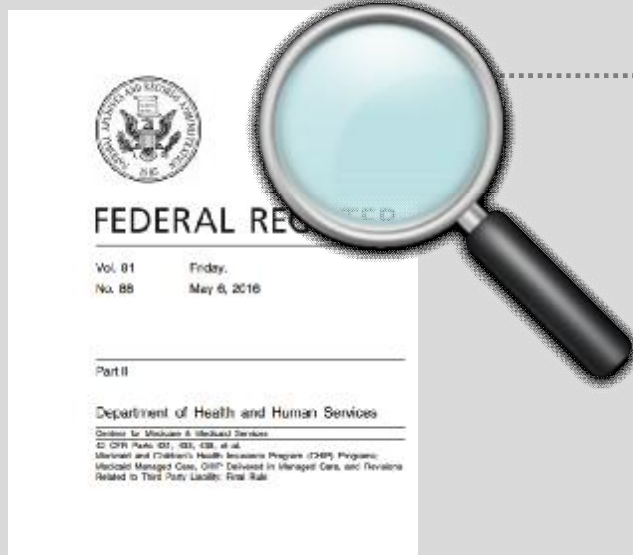 FEDERAL REGISTER
Vol. 81 Friday,
No. 88 May 6, 2016
Part II
Department of Health and Human Services
Centers for Medicare & Medicaid Services
42 CFR Parts 431, 433, 438, et al.
Medicaid and Children's Health Insurance Program (CHIP) Programs;
Medicaid Managed Care, CHIP Delivered in Managed Care, and Revisions
Related to Third Party Liability; Final Rule